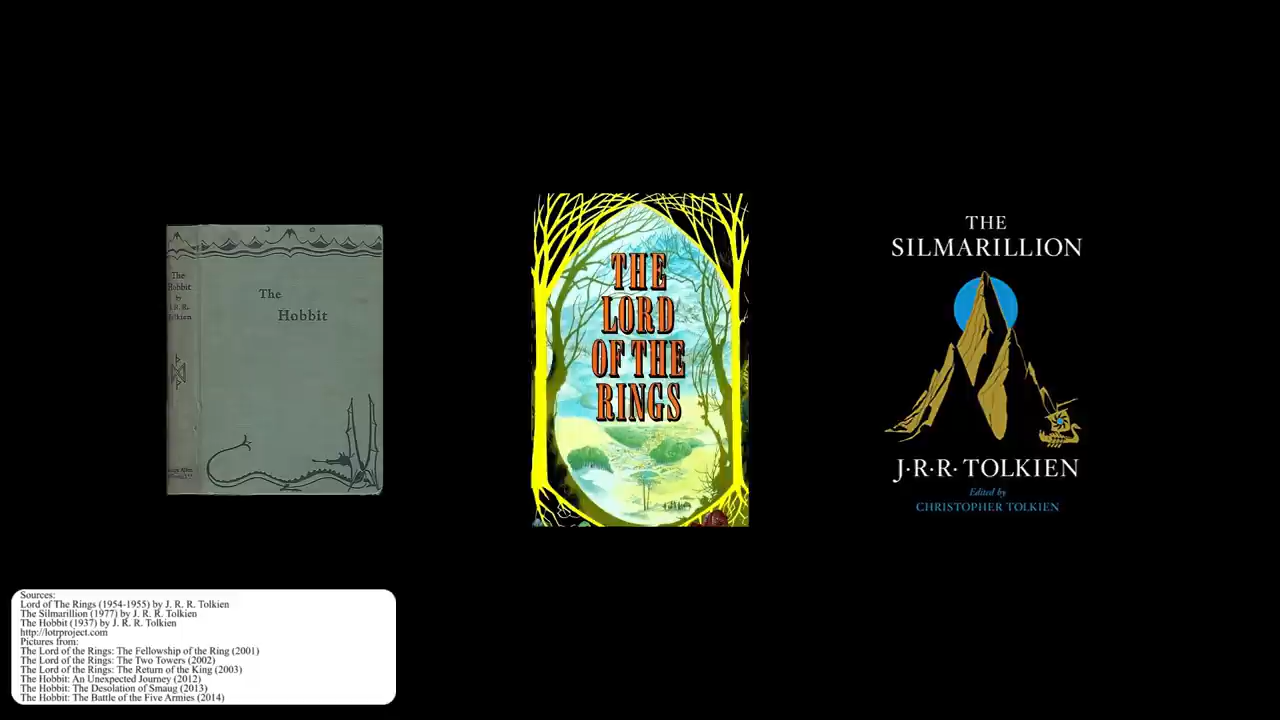 The
Hobbit
by
J. R. R.
Tolkien
The
Hobbit
THE
LORD
OF THE
RINGS
THE
SILMARILLION
J·R·R· TOLKIEN
Edited by
CHRISTOPHER TOLKIEN
Sources:
Lord of The Rings (1954-1955) by J. R. R. Tolkien
The Silmarillion (1977) by J. R. R. Tolkien
The Hobbit (1937) by J. R. R. Tolkien
http://lotrproject.com
Pictures from:
The Lord of the Rings: The Fellowship of the Ring (2001)
The Lord of the Rings: The Two Towers (2002)
The Lord of the Rings: The Return of the King (2003)
The Hobbit: An Unexpected Journey (2012)
The Hobbit: The Desolation of Smaug (2013)
The Hobbit: The Battle of the Five Armies (2014)